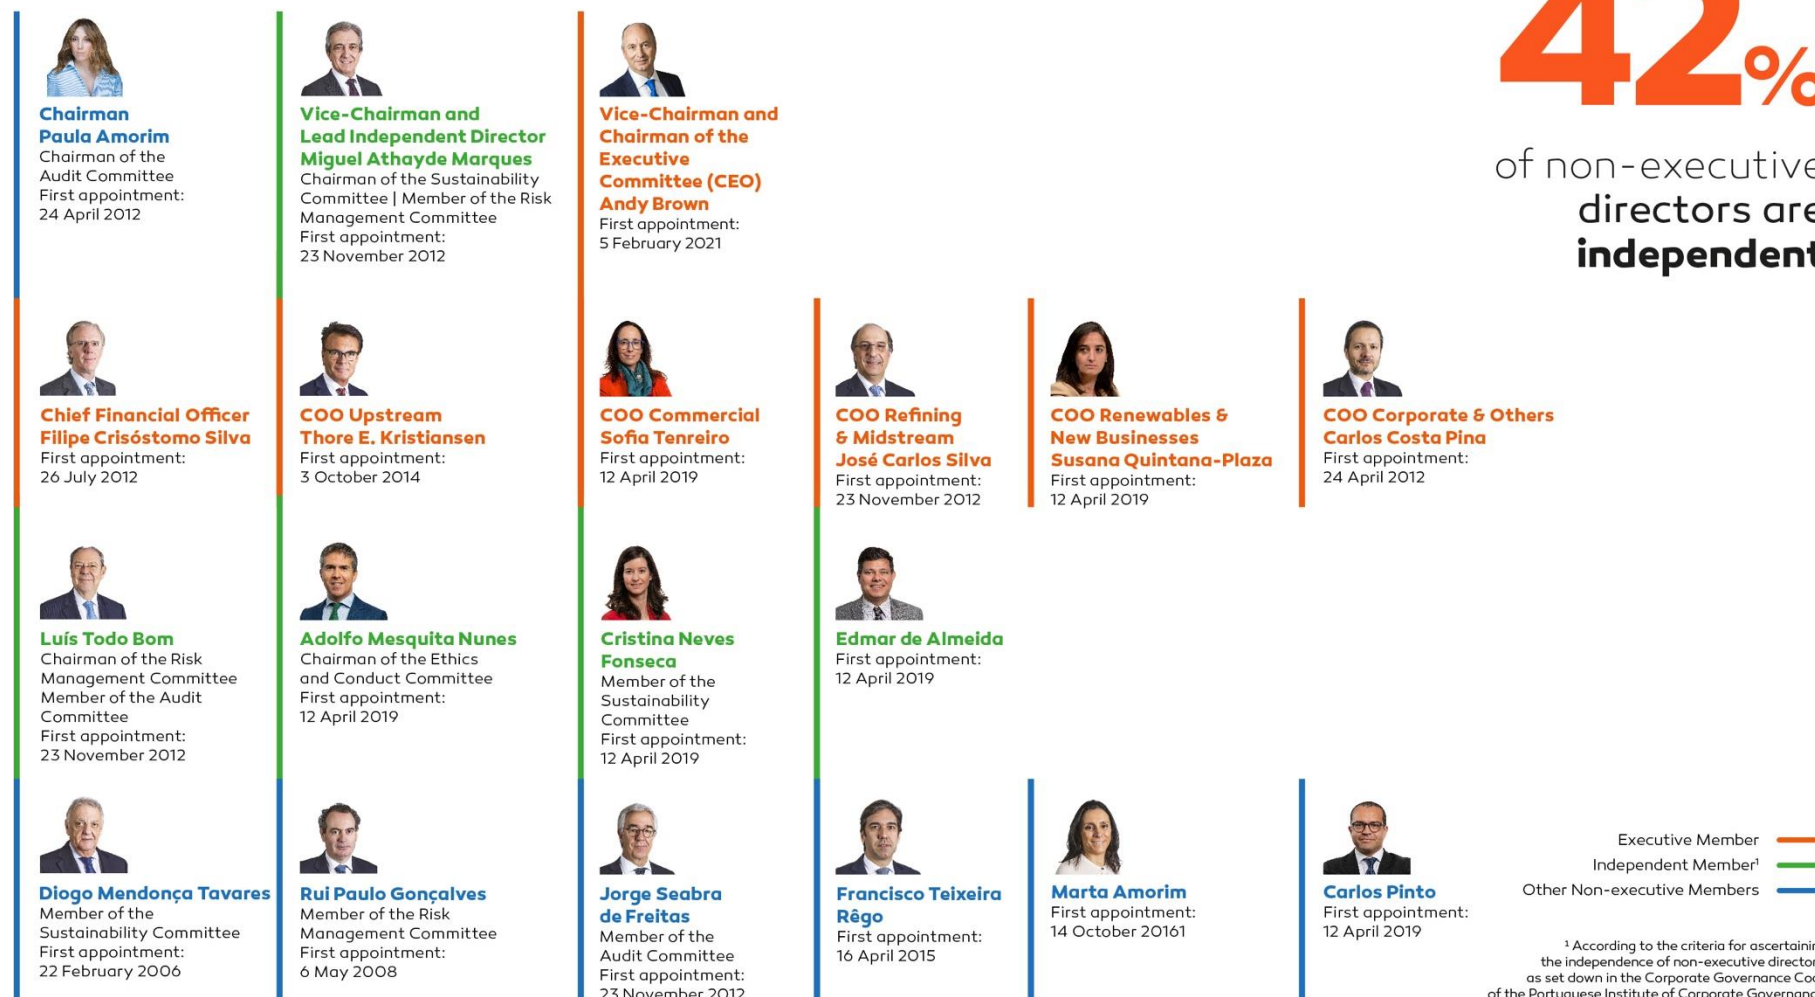 Chairman
Paula Amorim
Chairman of the
Audit Committee
First appointment:
24 April 2012
Vice-Chairman and
Lead Independent Director
Miguel Athayde Marques
Chairman of the Sustainability
Committee | Member of the Risk
Management Committee
First appointment:
23 November 2012
Vice-Chairman and
Chairman of the
Executive
Committee (CEO)
Andy Brown
First appointment:
5 February 2021
42%
of non-executive
directors are
independent
Chief Financial Officer
Filipe Crisóstomo Silva
First appointment:
26 July 2012
COO Upstream
Thore E. Kristiansen
First appointment:
3 October 2014
COO Commercial
Sofia Tenreiro
First appointment:
12 April 2019
COO Refining
& Midstream
José Carlos Silva
First appointment:
23 November 2012
COO Renewables &
New Businesses
Susana Quintana-Plaza
First appointment:
12 April 2019
COO Corporate & Others
Carlos Costa Pina
First appointment:
24 April 2012
Luís Todo Bom
Chairman of the Risk
Management Committee
Member of the Audit
Committee
First appointment:
23 November 2012
Adolfo Mesquita Nunes
Chairman of the Ethics
and Conduct Committee
First appointment:
12 April 2019
Cristina Neves
Fonseca
Member of the
Sustainability
Committee
First appointment:
12 April 2019
Edmar de Almeida
First appointment:
12 April 2019
Diogo Mendonça Tavares
Member of the
Sustainability Committee
First appointment:
22 February 2006
Rui Paulo Gonçalves
Member of the Risk
Management Committee
First appointment:
6 May 2008
Jorge Seabra
de Freitas
Member of the
Audit Committee
First appointment:
23 November 2012
Francisco Teixeira
Rêgo
First appointment:
16 April 2015
Marta Amorim
First appointment:
14 October 20161
Carlos Pinto
First appointment:
12 April 2019
Executive Member
Independent Member¹
Other Non-executive Members
¹ According to the criteria for
the independence of non-executive
as set down in the Corporate Governance
of the Portuguese Institute of Corporate